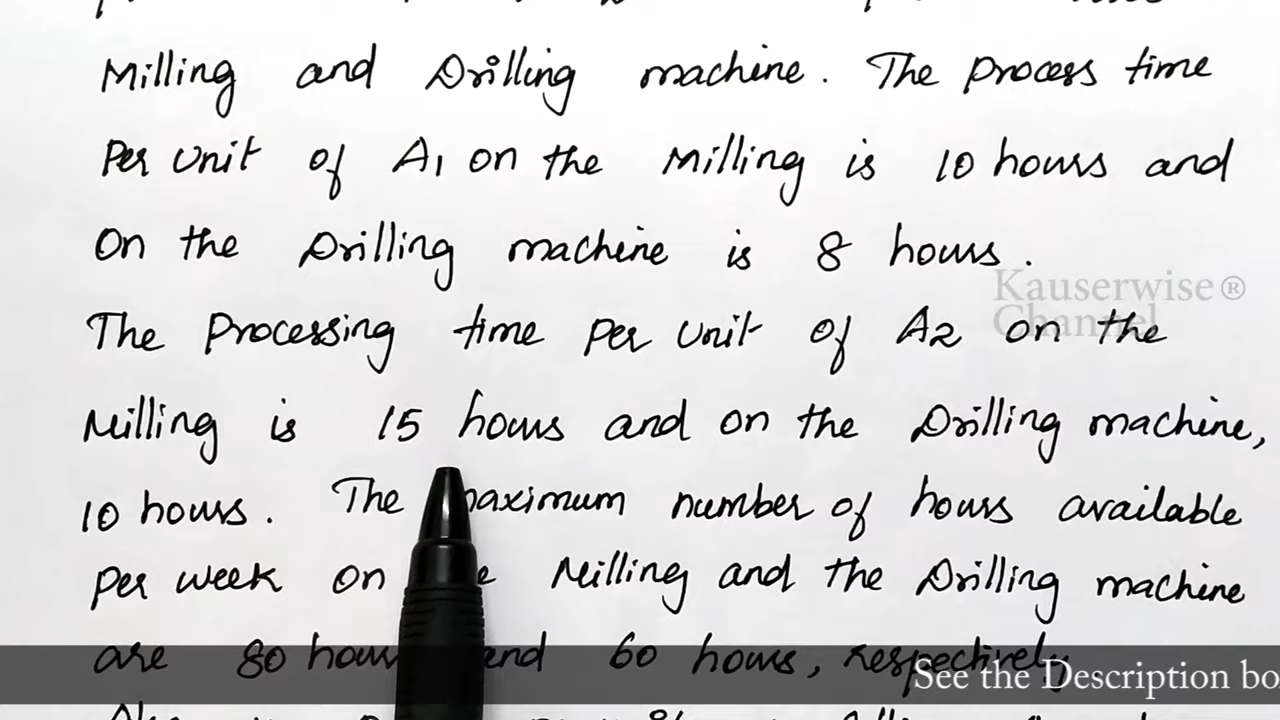 Milling and Drilling machine. The process time
Per unit of A1 on the Milling is 10 hours and
On the Drilling machine is 8 hours.
Kauserwise®
Channel
The Processing time per unit of A2 on the
Milling is 15 hours and on the Drilling machine,
10 hours. The maximum number of hours available
per week on Milling and the Drilling machine
are 80 hours and 60 hours, respectively
See the Description bo